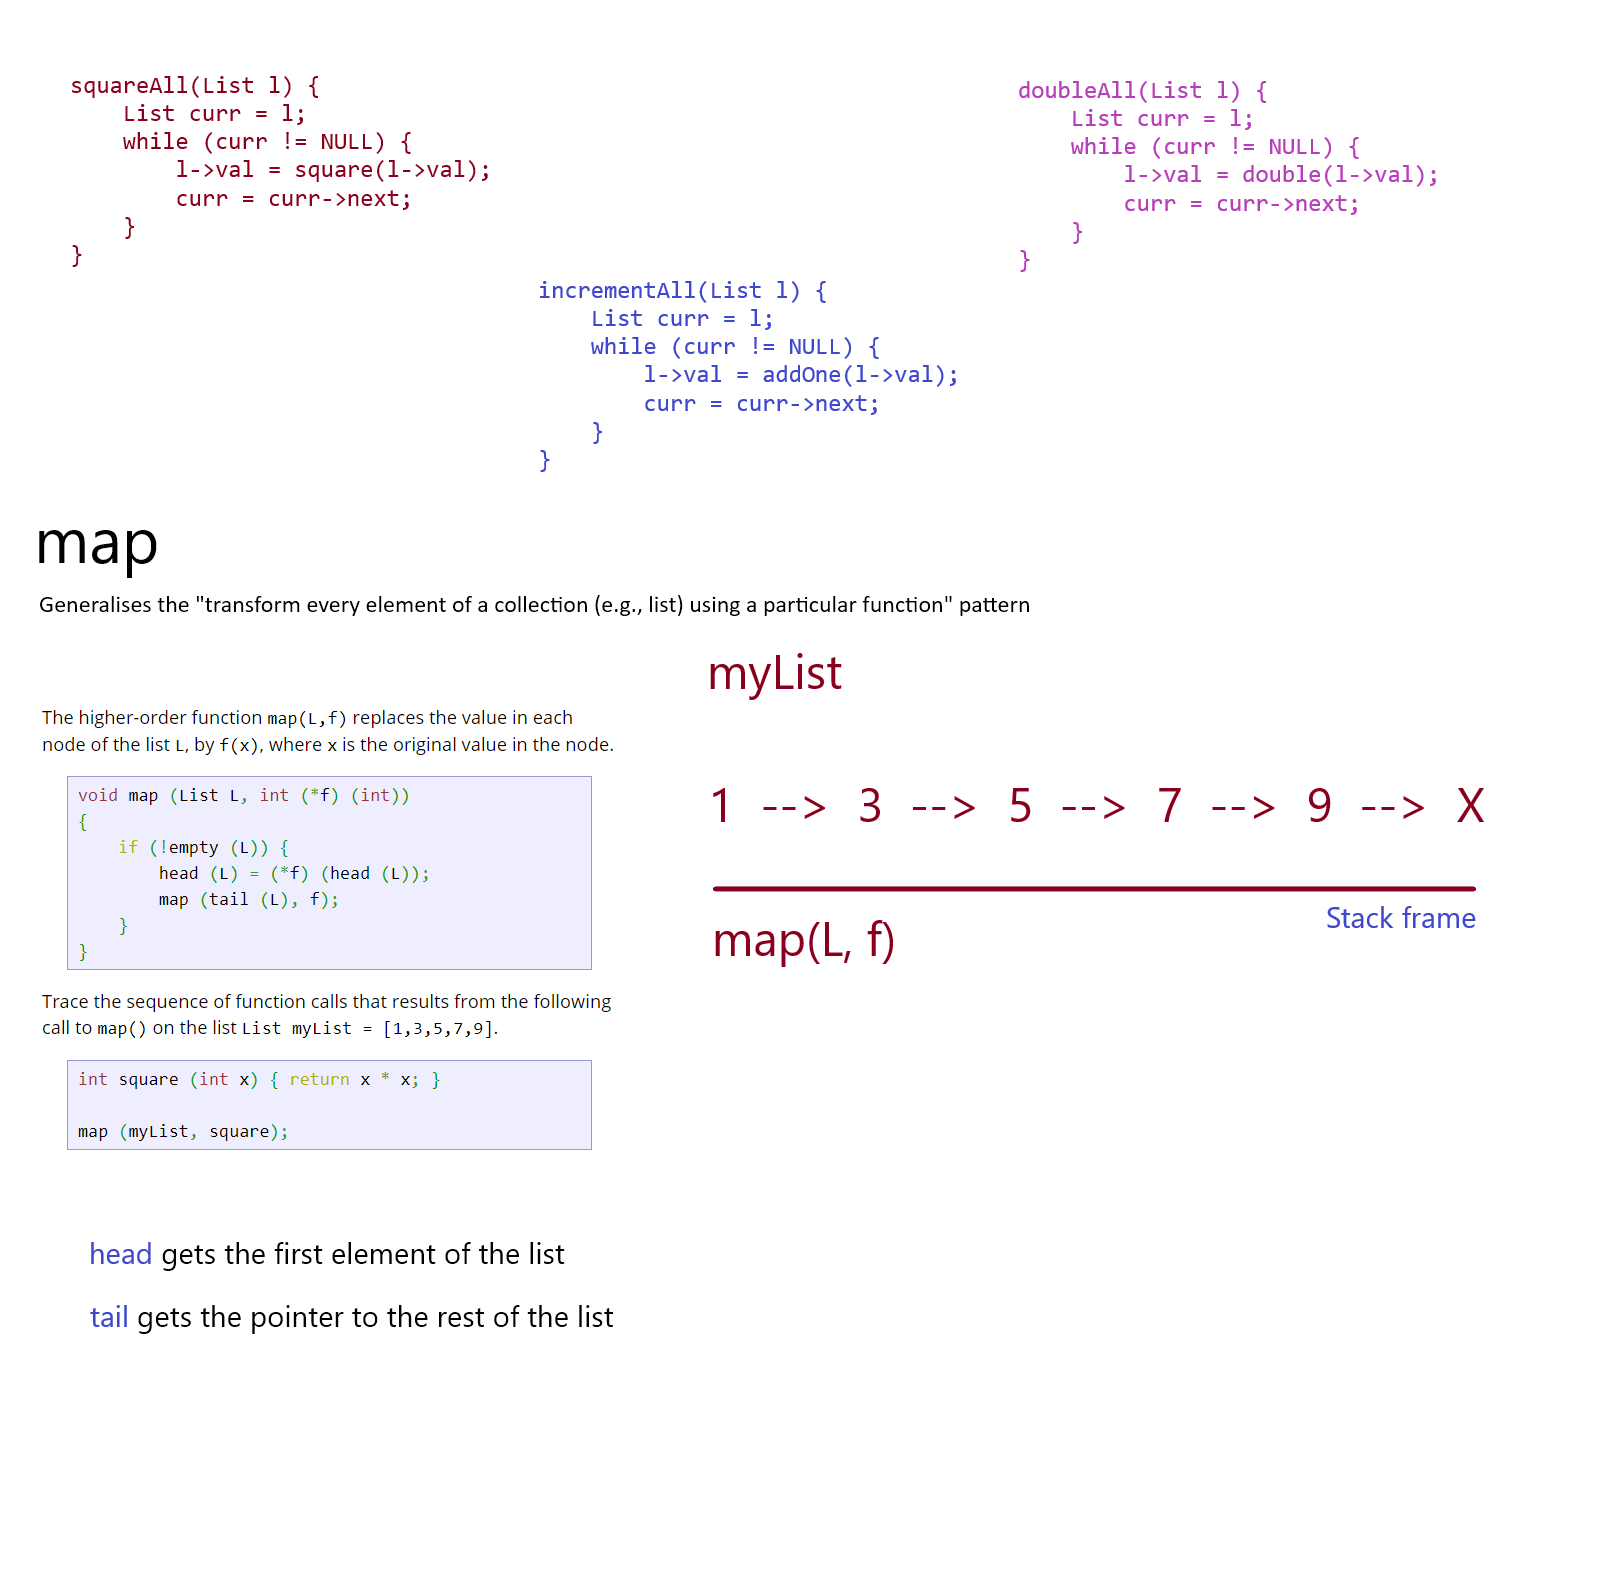 squareAll(List l) {
    List curr = l;
    while (curr != NULL) {
        l->val = square(l->val);
        curr = curr->next;
    }
}
doubleAll(List l) {
    List curr = l;
    while (curr != NULL) {
        l->val = double(l->val);
        curr = curr->next;
    }
}
incrementAll(List l) {
    List curr = l;
    while (curr != NULL) {
        l->val = addOne(l->val);
        curr = curr->next;
    }
}
map
Generalises the "transform every element of a collection (e.g., list) using a particular function" pattern
The higher-order function map(L,f) replaces the value in each
node of the list L, by f(x), where x is the original value in the node.
void map (List L, int (*f) (int))
{
    if (!empty (L)) {
        head (L) = (*f) (head (L));
        map (tail (L), f);
    }
}
Trace the sequence of function calls that results from the following
call to map() on the list List myList = [1,3,5,7,9].
int square (int x) { return x * x; }
map (myList, square);
head gets the first element of the list
tail gets the pointer to the rest of the list
myList
1 --> 3 --> 5 --> 7 --> 9 --> X
Stack frame
map(L, f)